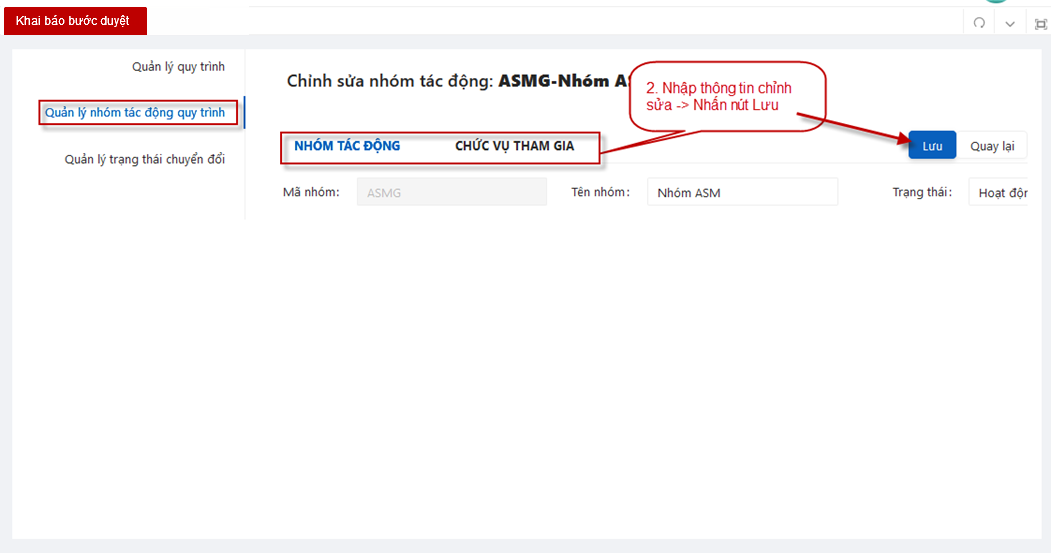 Khai báo bước duyệt
Quản lý quy trình
Quản lý nhóm tác động quy trình
Quản lý trạng thái chuyển đổi
Chỉnh sửa nhóm tác động: ASMG-Nhóm AS
2. Nhập thông tin chỉnh
sửa -> Nhấn nút Lưu
NHÓM TÁC ĐỘNG CHỨC VỤ THAM GIA
Lưu Quay lại
Mã nhóm: ASMG Tên nhóm: Nhóm ASM Trạng thái: Hoạt độn